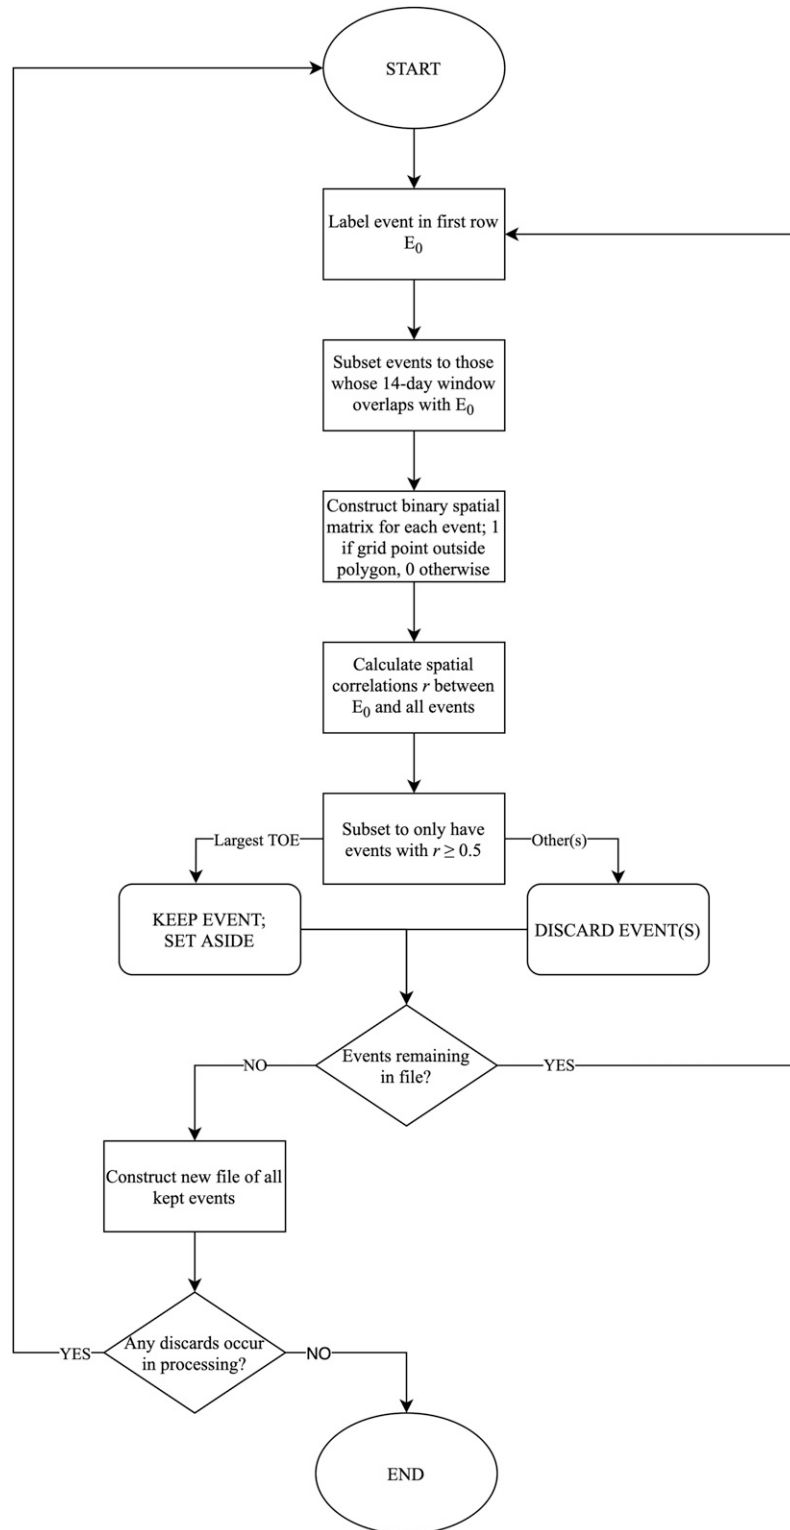 START
Label event in first row
E₀
Subset events to those
whose 14-day window
overlaps with E₀
Construct binary spatial
matrix for each event; 1
if grid point outside
polygon, 0 otherwise
Calculate spatial
correlations r between
E₀ and all events
Subset to only have
events with r ≥ 0.5
Largest TOE
Other(s)
KEEP EVENT;
SET ASIDE
DISCARD EVENT(S)
Events remaining
in file?
NO
YES
Construct new file of all
kept events
Any discards occur
in processing?
YES
NO
END